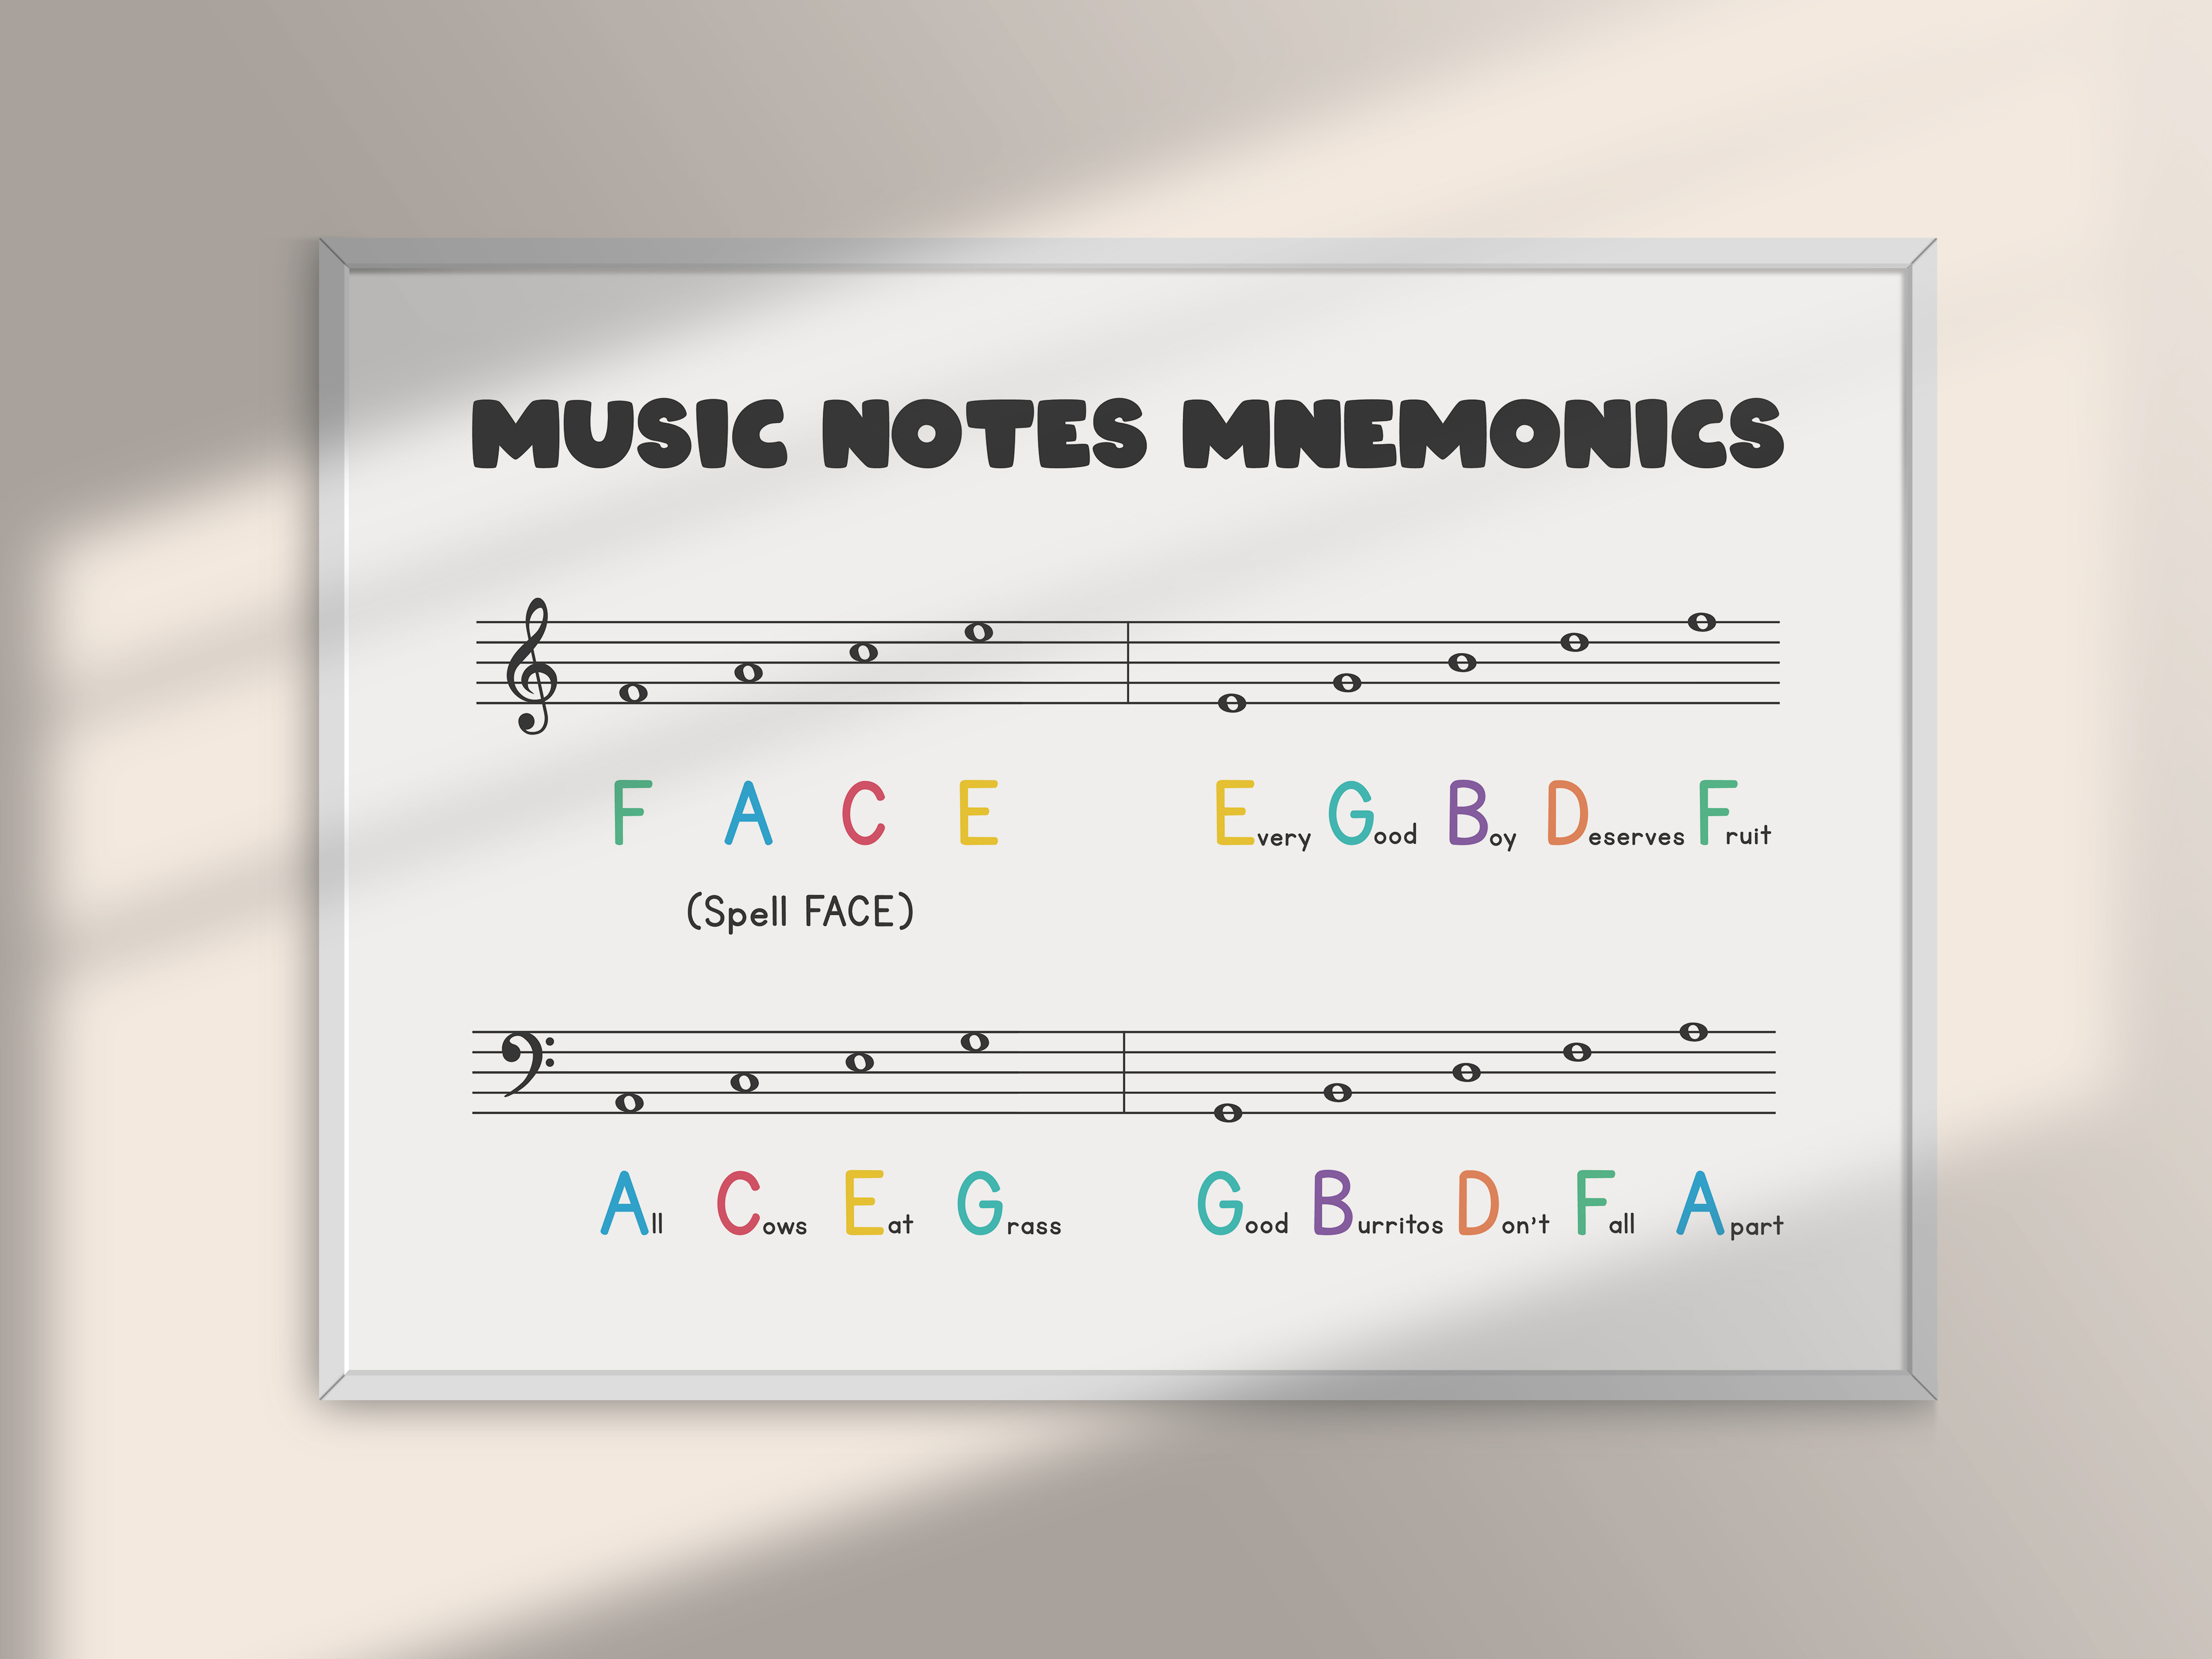 MUSIC NOTES MNEMONICS
F A C E
Every Good Boy Deserves Fruit
(Spell FACE)
All Cows Eat Grass
Good Burritos Don't Fall Apart